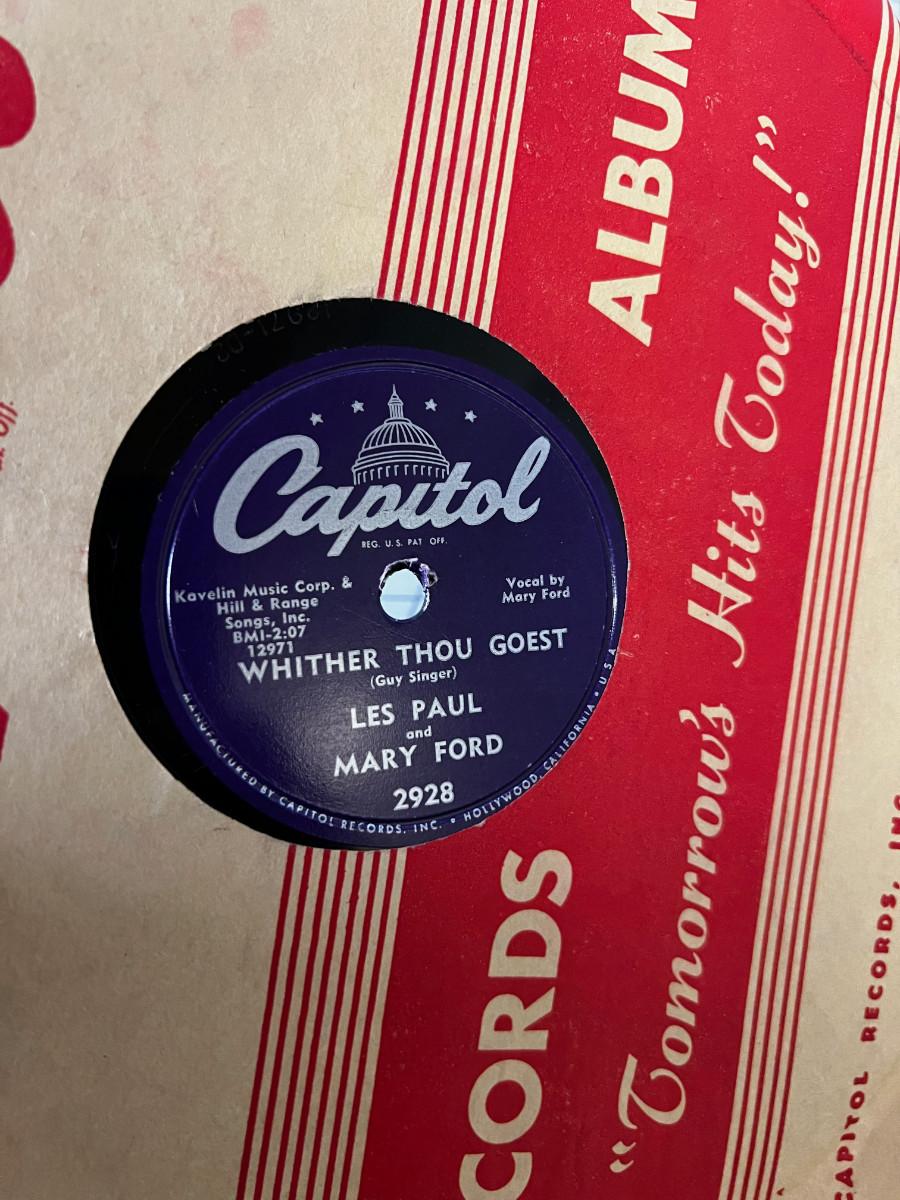 Capitol
REG. U.S. PAT. OFF.
Kavelin Music Corp. &
Hill & Range
Songs, Inc.
BMI-2:07
12971
Vocal by
Mary Ford
WHITHER THOU GOEST
(Guy Singer)
LES PAUL
and
MARY FORD
2928
MANUFACTURED BY CAPITOL RECORDS, INC. • HOLLYWOOD, CALIFORNIA • U.S.A.
CORDS ALBUM
"Tomorrow's Hits Today!"
CAPITOL RECORDS, INC
Off.